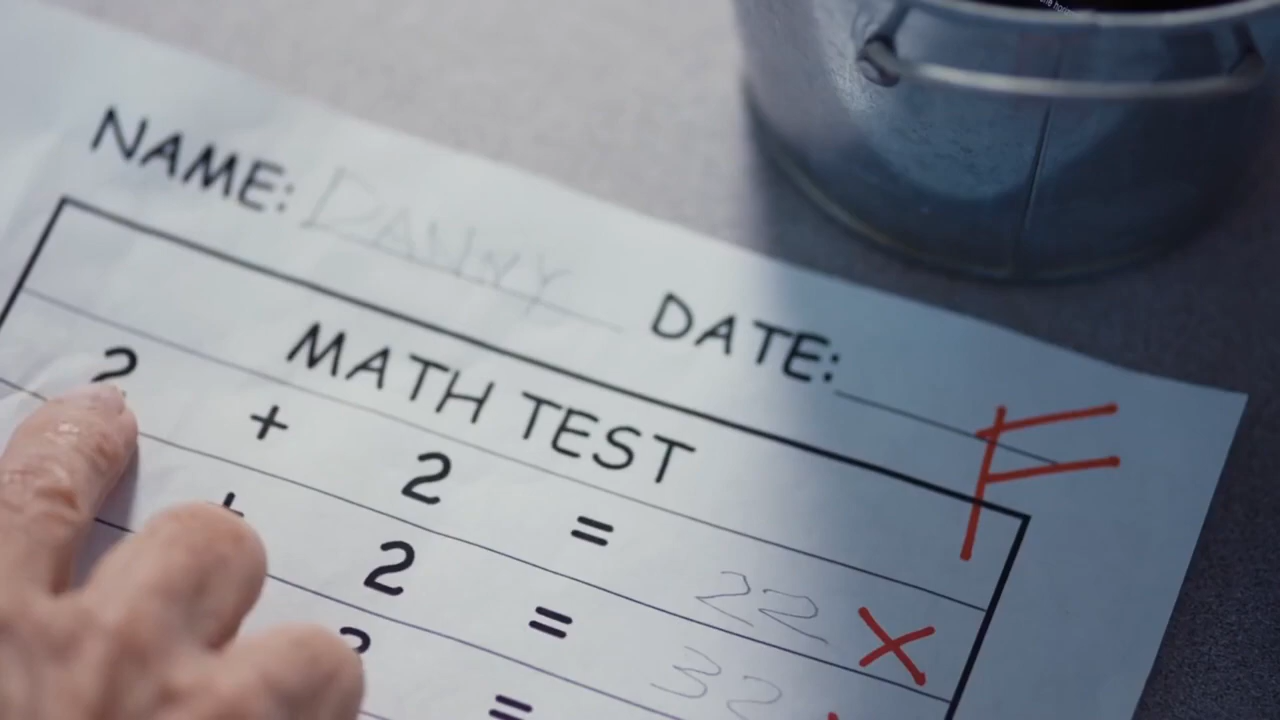 NAME: DANNY DATE:
F
MATH TEST
2 + 2 = 22 X
+ 2 = 32
=